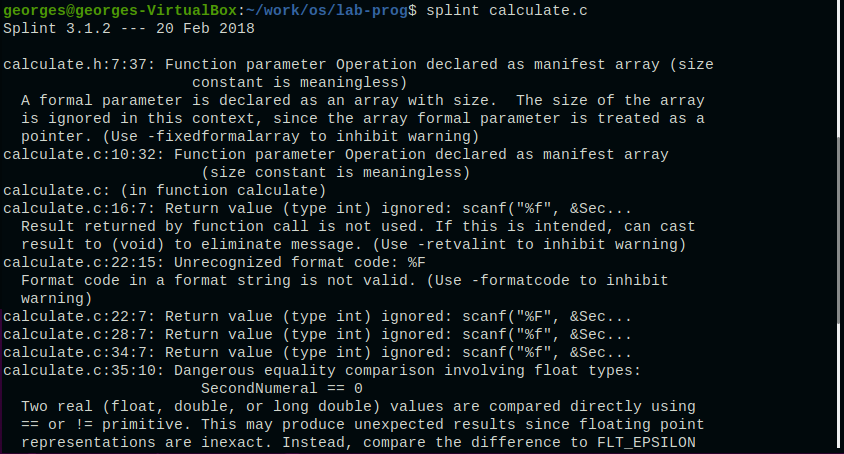 georges@georges-VirtualBox:~/work/os/lab-prog$ splint calculate.c
Splint 3.1.2 --- 20 Feb 2018
calculate.h:7:37: Function parameter Operation declared as manifest array (size
constant is meaningless)
A formal parameter is declared as an array with size.  The size of the array
is ignored in this context, since the array formal parameter is treated as a
pointer. (Use -fixedformalarray to inhibit warning)
calculate.c:10:32: Function parameter Operation declared as manifest array
(size constant is meaningless)
calculate.c: (in function calculate)
calculate.c:16:7: Return value (type int) ignored: scanf("%f", &Sec...
Result returned by function call is not used. If this is intended, can cast
result to (void) to eliminate message. (Use -retvalint to inhibit warning)
calculate.c:22:15: Unrecognized format code: %F
Format code in a format string is not valid. (Use -formatcode to inhibit
warning)
calculate.c:22:7: Return value (type int) ignored: scanf("%F", &Sec...
calculate.c:28:7: Return value (type int) ignored: scanf("%f", &Sec...
calculate.c:34:7: Return value (type int) ignored: scanf("%f", &Sec...
calculate.c:35:10: Dangerous equality comparison involving float types:
SecondNumeral == 0
Two real (float, double, or long double) values are compared directly using
== or != primitive. This may produce unexpected results since floating point
representations are inexact. Instead, compare the difference to FLT_EPSILON